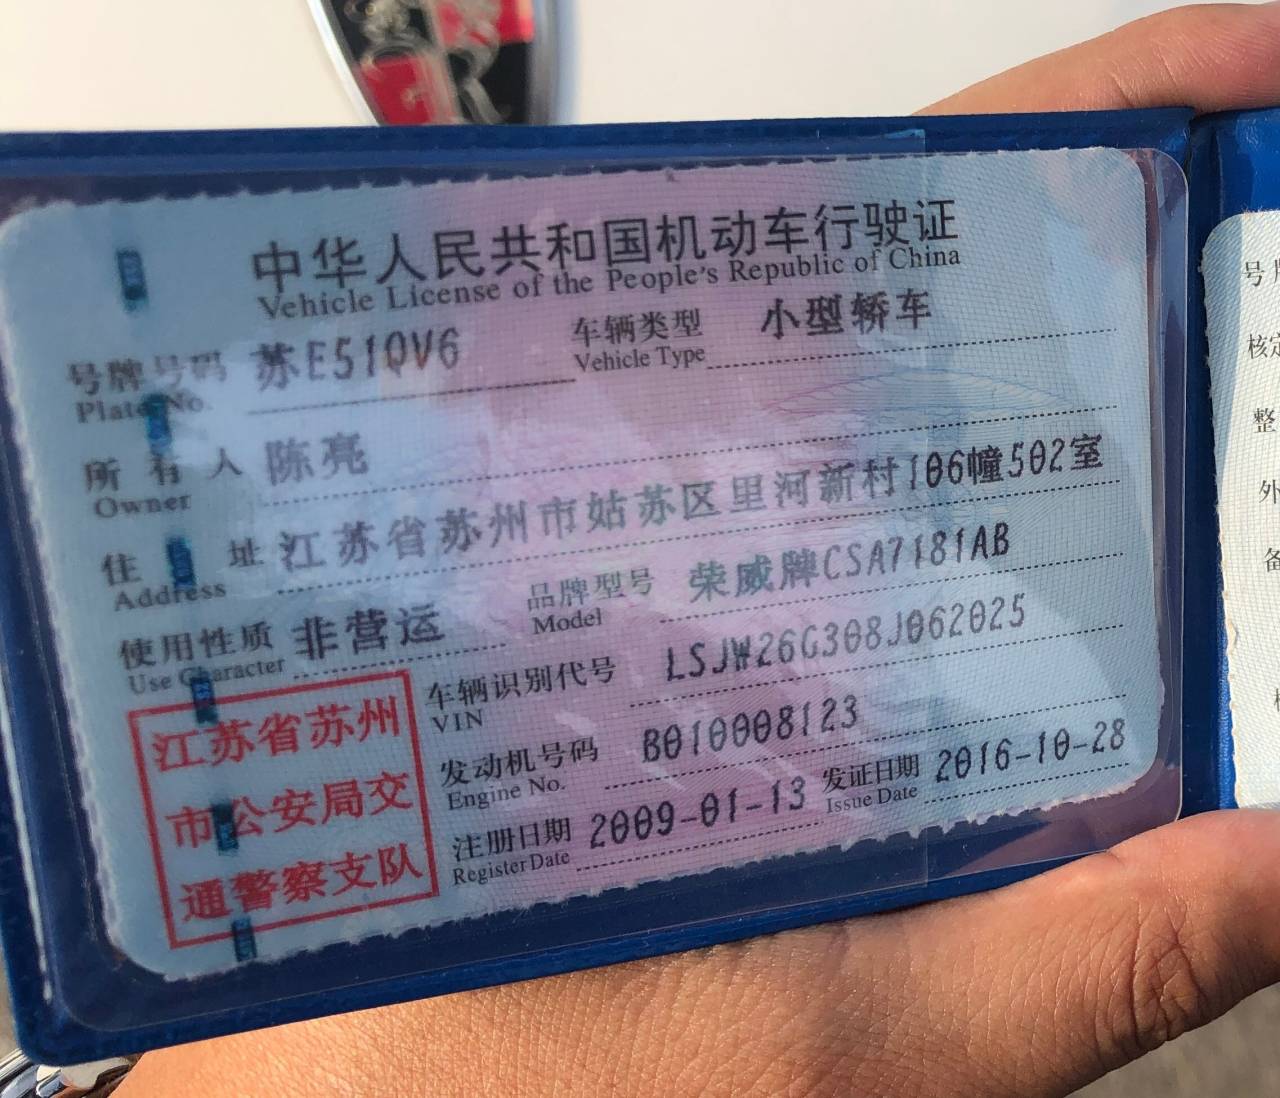 中华人民共和国机动车行驶证
Vehicle License of the People's Republic of China
号牌号码 苏E51QV6 车辆类型 小型轿车
Plate No. Vehicle Type
所有人 陈亮
Owner
住址 江苏省苏州市姑苏区里河新村106幢502室
Address
使用性质 非营运 品牌型号 荣威牌CSA7181AB
Use Character Model
车辆识别代号 LSJW26G308J062025
VIN
发动机号码 B010008123
Engine No.
注册日期 2009-01-13 发证日期 2016-10-28
Register Date Issue Date
江苏省苏州
市公安局交
通警察支队
号牌
核定
整
外